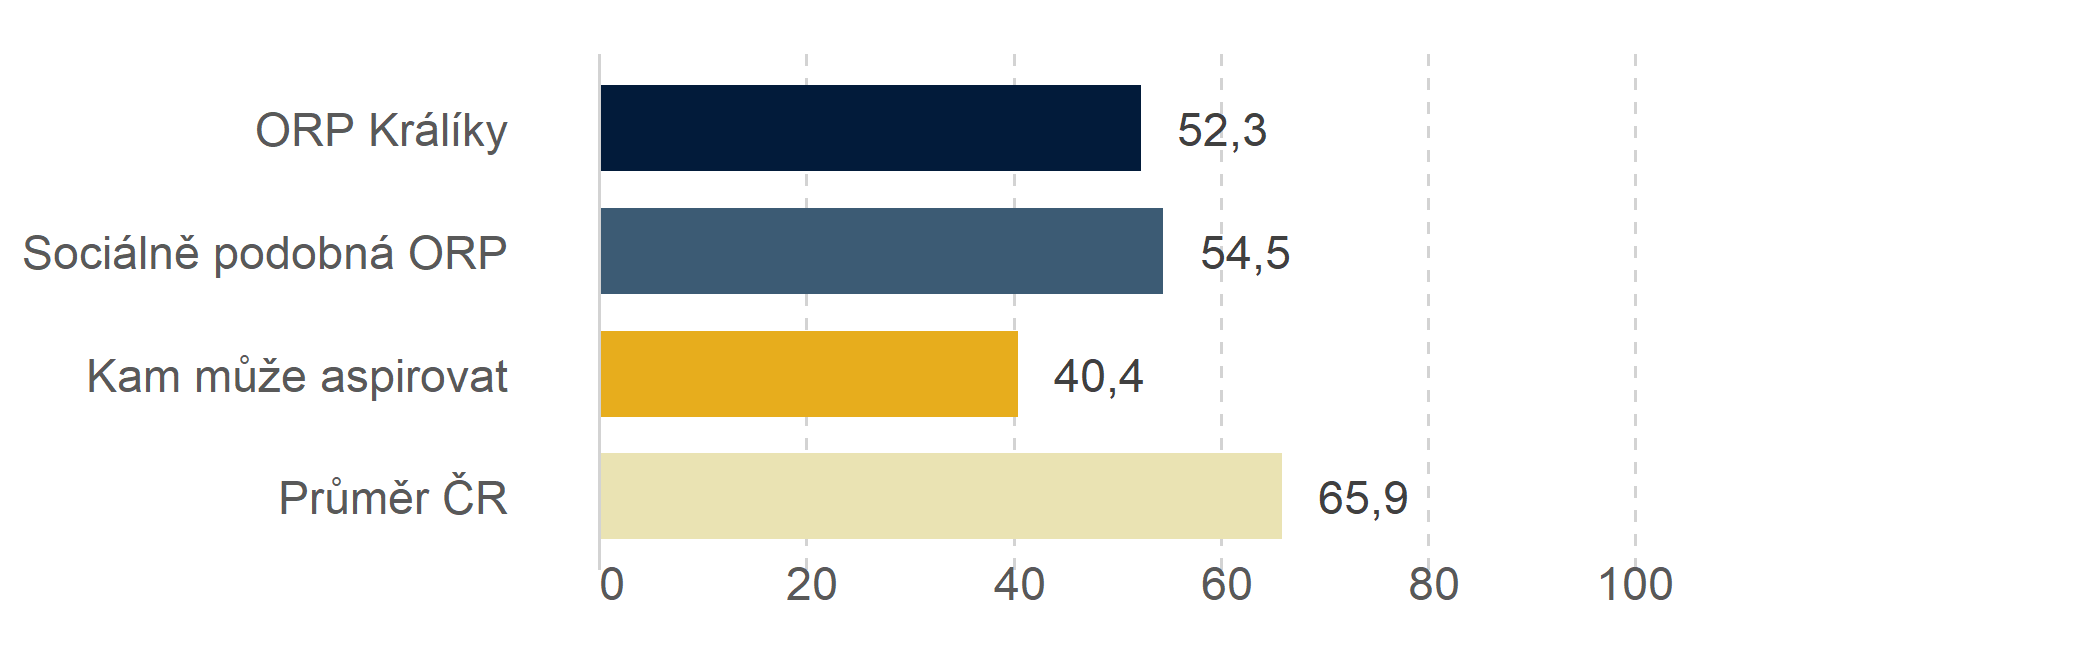 ORP Králíky 52,3
Sociálně podobná ORP 54,5
Kam může aspirovat 40,4
Průměr ČR 65,9
0 20 40 60 80 100